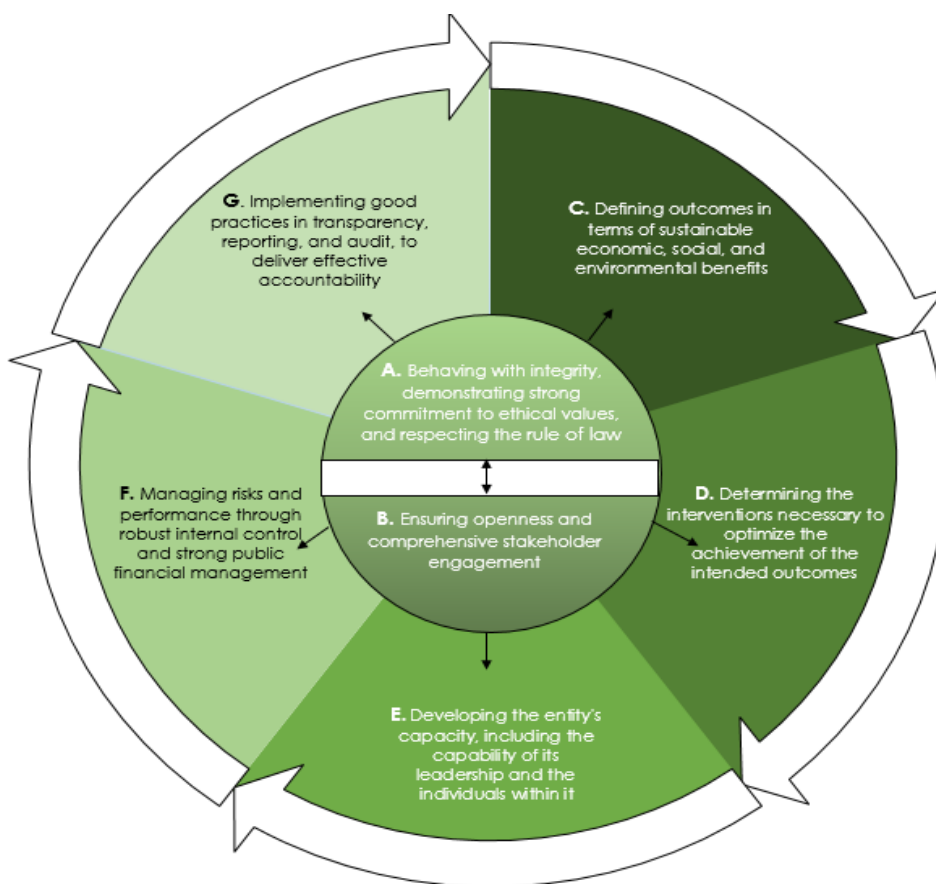 G. Implementing good
practices in transparency,
reporting, and audit, to
deliver effective
accountability
C. Defining outcomes in
terms of sustainable
economic, social, and
environmental benefits
A. Behaving with integrity,
demonstrating strong
commitment to ethical values,
and respecting the rule of law
B. Ensuring openness and
comprehensive stakeholder
engagement
D. Determining the
interventions necessary to
optimize the
achievement of the
intended outcomes
E. Developing the entity's
capacity, including the
capability of its
leadership and the
individuals within it
F. Managing risks and
performance through
robust internal control
and strong public
financial management